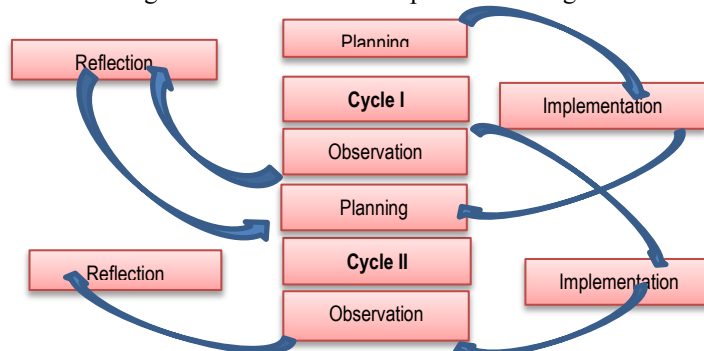 Planning
Reflection
Cycle I
Implementation
Observation
Planning
Cycle II
Reflection
Implementation
Observation